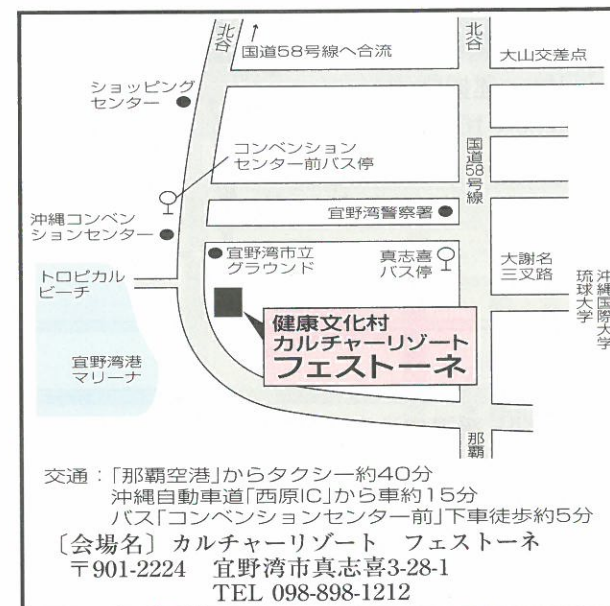 北谷
国道58号線へ合流
北谷
大山交差点
ショッピング
センター
コンベンション
センター前バス停
国道58号線
宜野湾警察署
沖縄コンベン
ションセンター
宜野湾市立
グラウンド
真志喜
バス停
大謝名
三叉路
沖縄国際大学
琉球大学
トロピカル
ビーチ
宜野湾港
マリーナ
健康文化村
カルチャーリゾート
フェストーネ
那覇
交通：「那覇空港」からタクシー約40分
沖縄自動車道「西原IC」から車約15分
バス「コンベンションセンター前」下車徒歩約5分
〔会場名〕カルチャーリゾート　フェストーネ
〒901-2224　宜野湾市真志喜3-28-1
TEL 098-898-1212